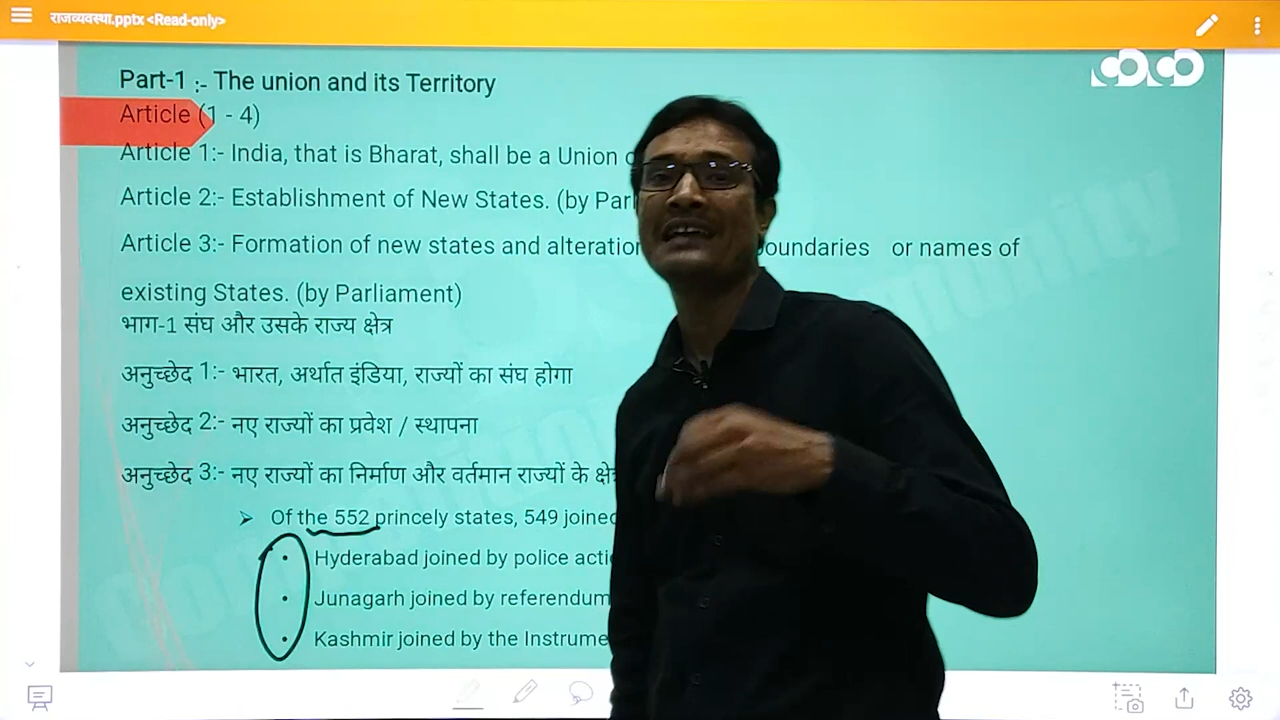 राजव्यवस्था.pptx <Read-only>
Part-1 :- The union and its Territory
Article (1 - 4)
Article 1:- India, that is Bharat, shall be a Union
Article 2:- Establishment of New States. (by
Article 3:- Formation of new states and boundaries or names of
existing States. (by Parliament)
भाग-1 संघ और उसके राज्य क्षेत्र
अनुच्छेद 1:- भारत, अर्थात इंडिया, राज्यों का संघ होगा
अनुच्छेद 2:- नए राज्यों का प्रवेश / स्थापना
अनुच्छेद 3:- नए राज्यों का निर्माण और वर्तमान राज्यों के
➢ Of the 552 princely states, 549 joined
• Hyderabad joined by police
• Junagarh joined by referendum
• Kashmir joined by the